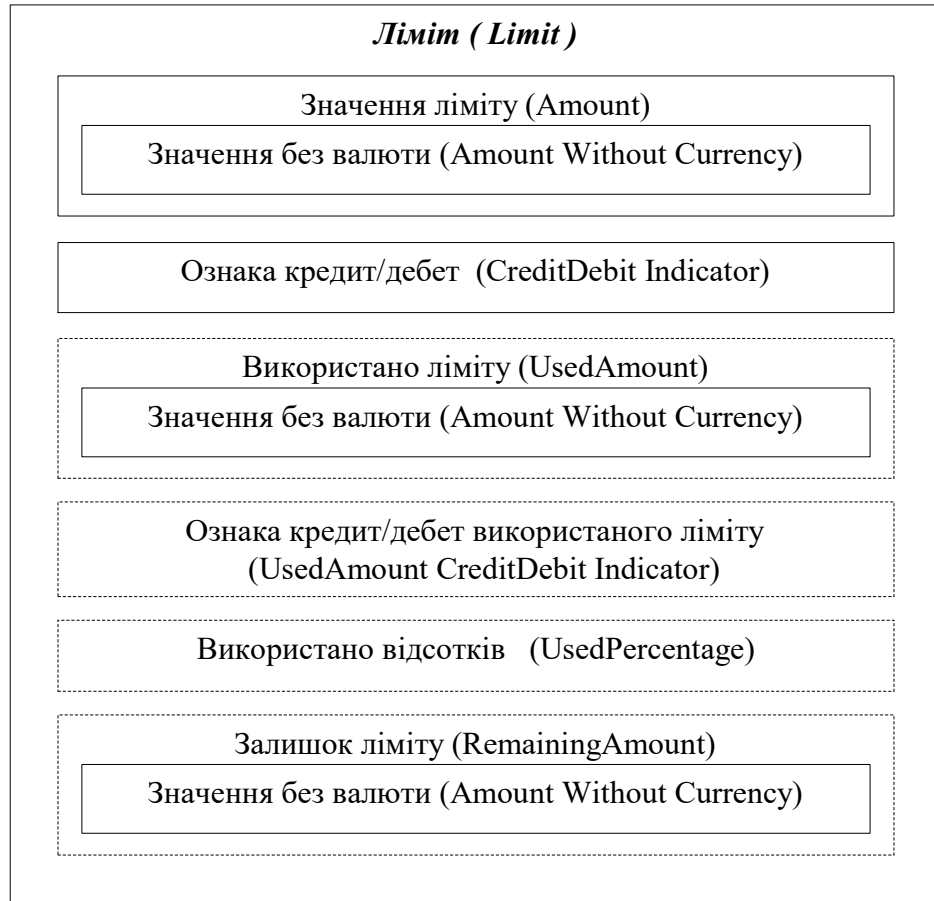 Ліміт ( Limit )
Значення ліміту (Amount)
Значення без валюти (Amount Without Currency)
Ознака кредит/дебет (CreditDebit Indicator)
Використано ліміту (UsedAmount)
Значення без валюти (Amount Without Currency)
Ознака кредит/дебет використаного ліміту
(UsedAmount CreditDebit Indicator)
Використано відсотків (UsedPercentage)
Залишок ліміту (RemainingAmount)
Значення без валюти (Amount Without Currency)